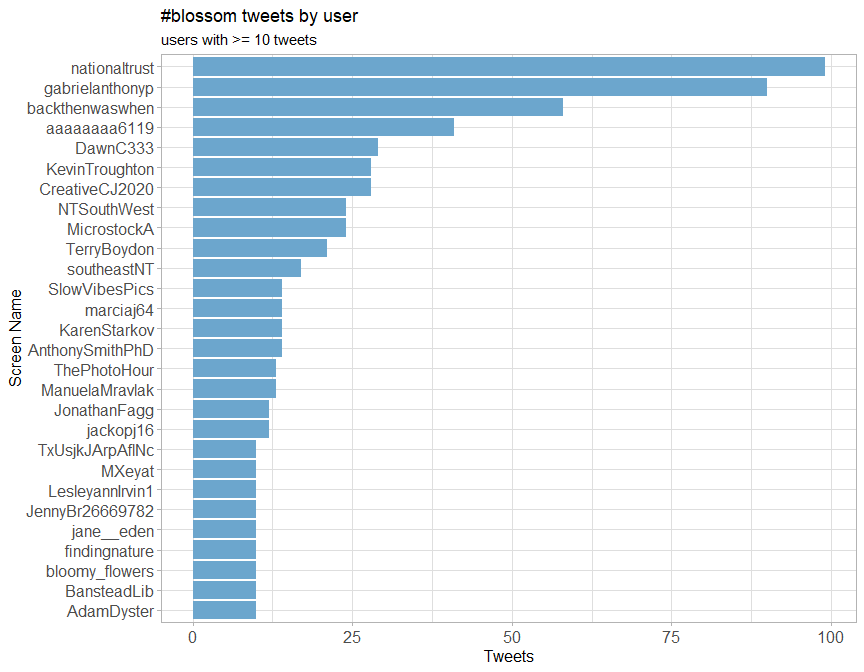 #blossom tweets by user
users with >= 10 tweets
nationaltrust
gabrielanthonyp
backthenwaswhen
aaaaaaaa6119
DawnC333
KevinTroughton
CreativeCJ2020
NTSouthWest
MicrostockA
TerryBoydon
southeastNT
SlowVibesPics
marciaj64
KarenStarkov
AnthonySmithPhD
ThePhotoHour
ManuelaMravlak
JonathanFagg
jackopj16
TxUsjkJArpAflNc
MXeyat
LesleyannIrvin1
JennyBr26669782
jane__eden
findingnature
bloomy_flowers
BansteadLib
AdamDyster
Screen Name
0 25 50 75 100
Tweets